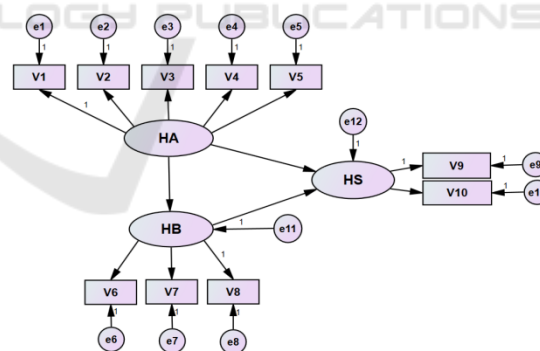 LOGY PUBLICATIONS
e1 e2 e3 e4 e5
1 1 1 1 1
V1 V2 V3 V4 V5
1
HA
e12
1
HS
1 V9 1 e9
V10 1 e1
HB
1 e11
1
V6 V7 V8
1 1 1
e6 e7 e8